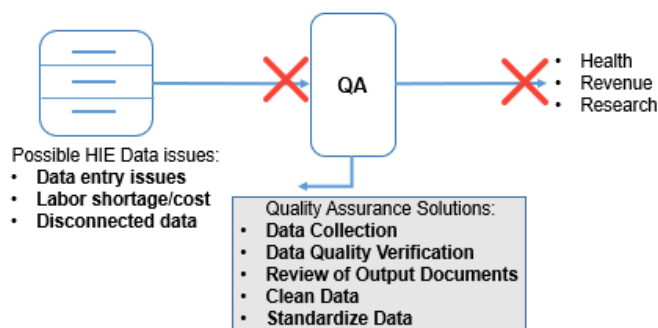 QA
• Health
• Revenue
• Research
Possible HIE Data issues:
• Data entry issues
• Labor shortage/cost
• Disconnected data
Quality Assurance Solutions:
• Data Collection
• Data Quality Verification
• Review of Output Documents
• Clean Data
• Standardize Data